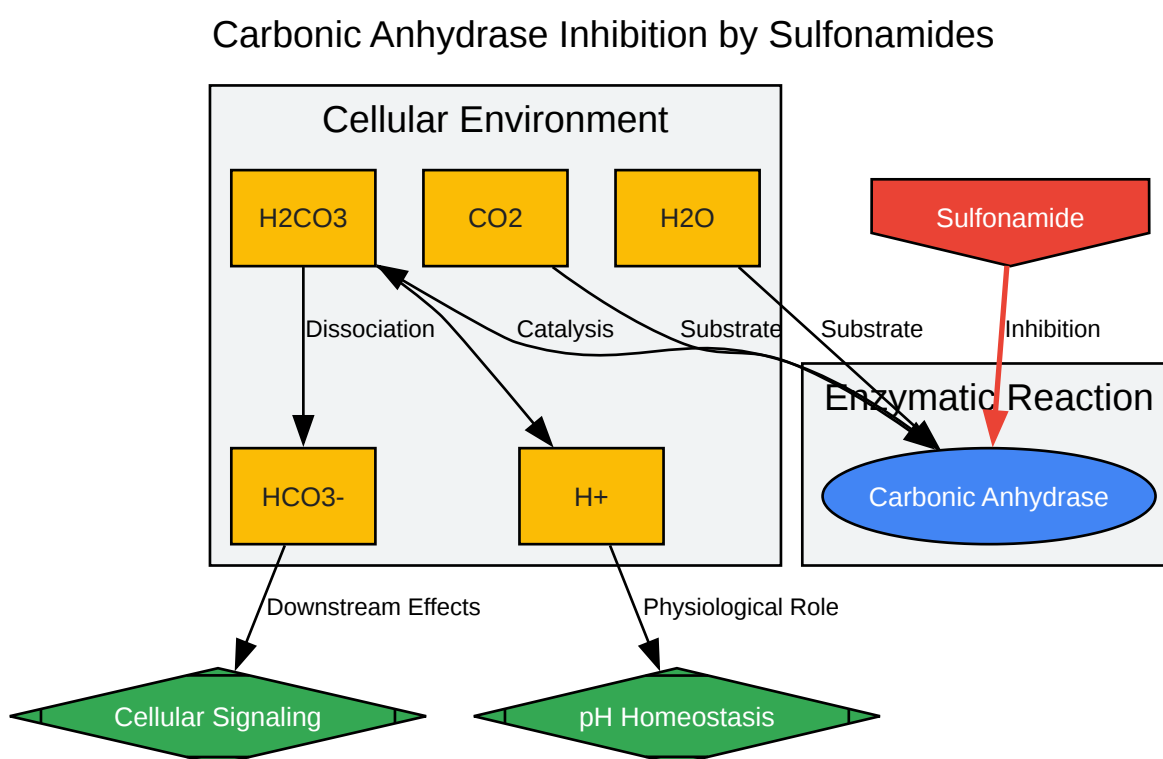 Carbonic Anhydrase Inhibition by Sulfonamides
Cellular Environment
H2CO3
CO2
H2O
Sulfonamide
Dissociation
Catalysis
Substrate
Substrate
Inhibition
Enzymatic Reaction
HCO3-
H+
Carbonic Anhydrase
Downstream Effects
Physiological Role
Cellular Signaling
pH Homeostasis